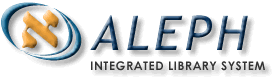 א ALEPH
INTEGRATED LIBRARY SYSTEM